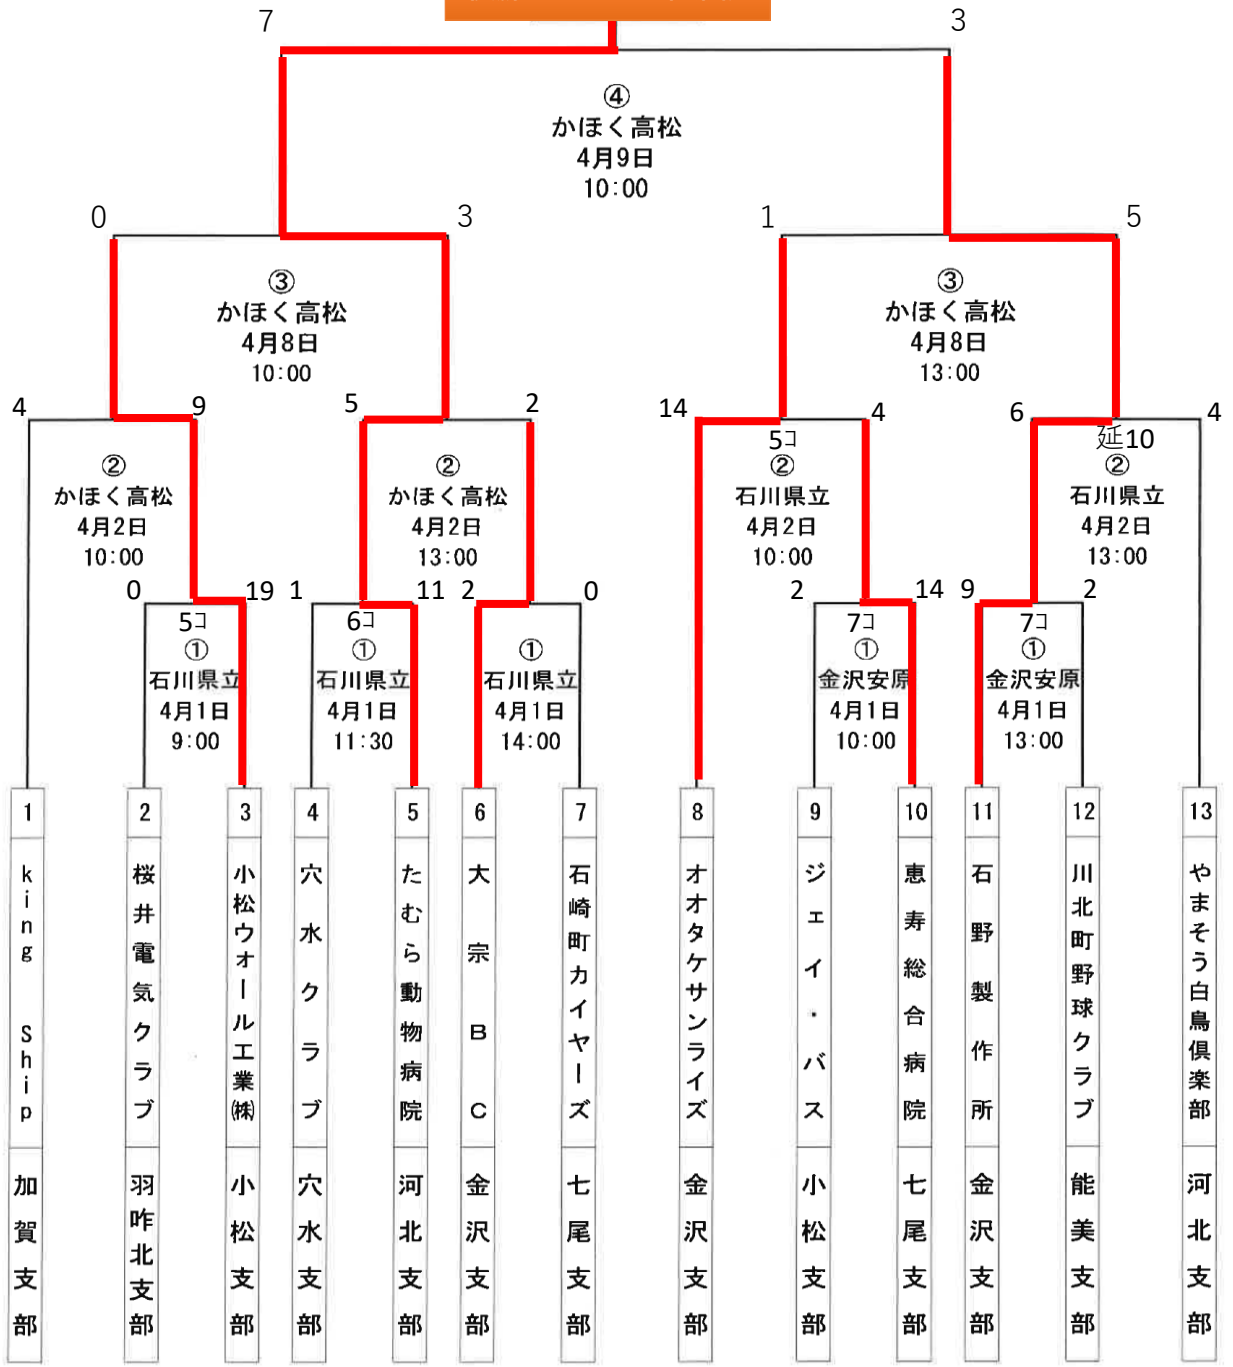 7 3
④
かほく高松
4月9日
10:00
0 3 1 5
③ ③
かほく高松 かほく高松
4月8日 4月8日
10:00 13:00
4 9 5 2 14 4 6 4
5コ 延10
② ② ② ②
かほく高松 かほく高松 石川県立 石川県立
4月2日 4月2日 4月2日 4月2日
10:00 13:00 10:00 13:00
0 19 1 11 2 0 2 14 9 2
5コ 6コ 7コ 7コ
① ① ① ① ①
石川県立 石川県立 石川県立 金沢安原 金沢安原
4月1日 4月1日 4月1日 4月1日 4月1日
9:00 11:30 14:00 10:00 13:00
1 2 3 4 5 6 7 8 9 10 11 12 13
king Ship
桜井電気クラブ
小松ウオール工業㈱
穴水クラブ
たむら動物病院
大宗BC
石崎町カイヤーズ
オオタケサンライズ
ジェイ・バス
恵寿総合病院
石野製作所
川北町野球クラブ
やまそう白鳥倶楽部
加賀支部
羽咋北支部
小松支部
穴水支部
河北支部
金沢支部
七尾支部
金沢支部
小松支部
七尾支部
金沢支部
能美支部
河北支部